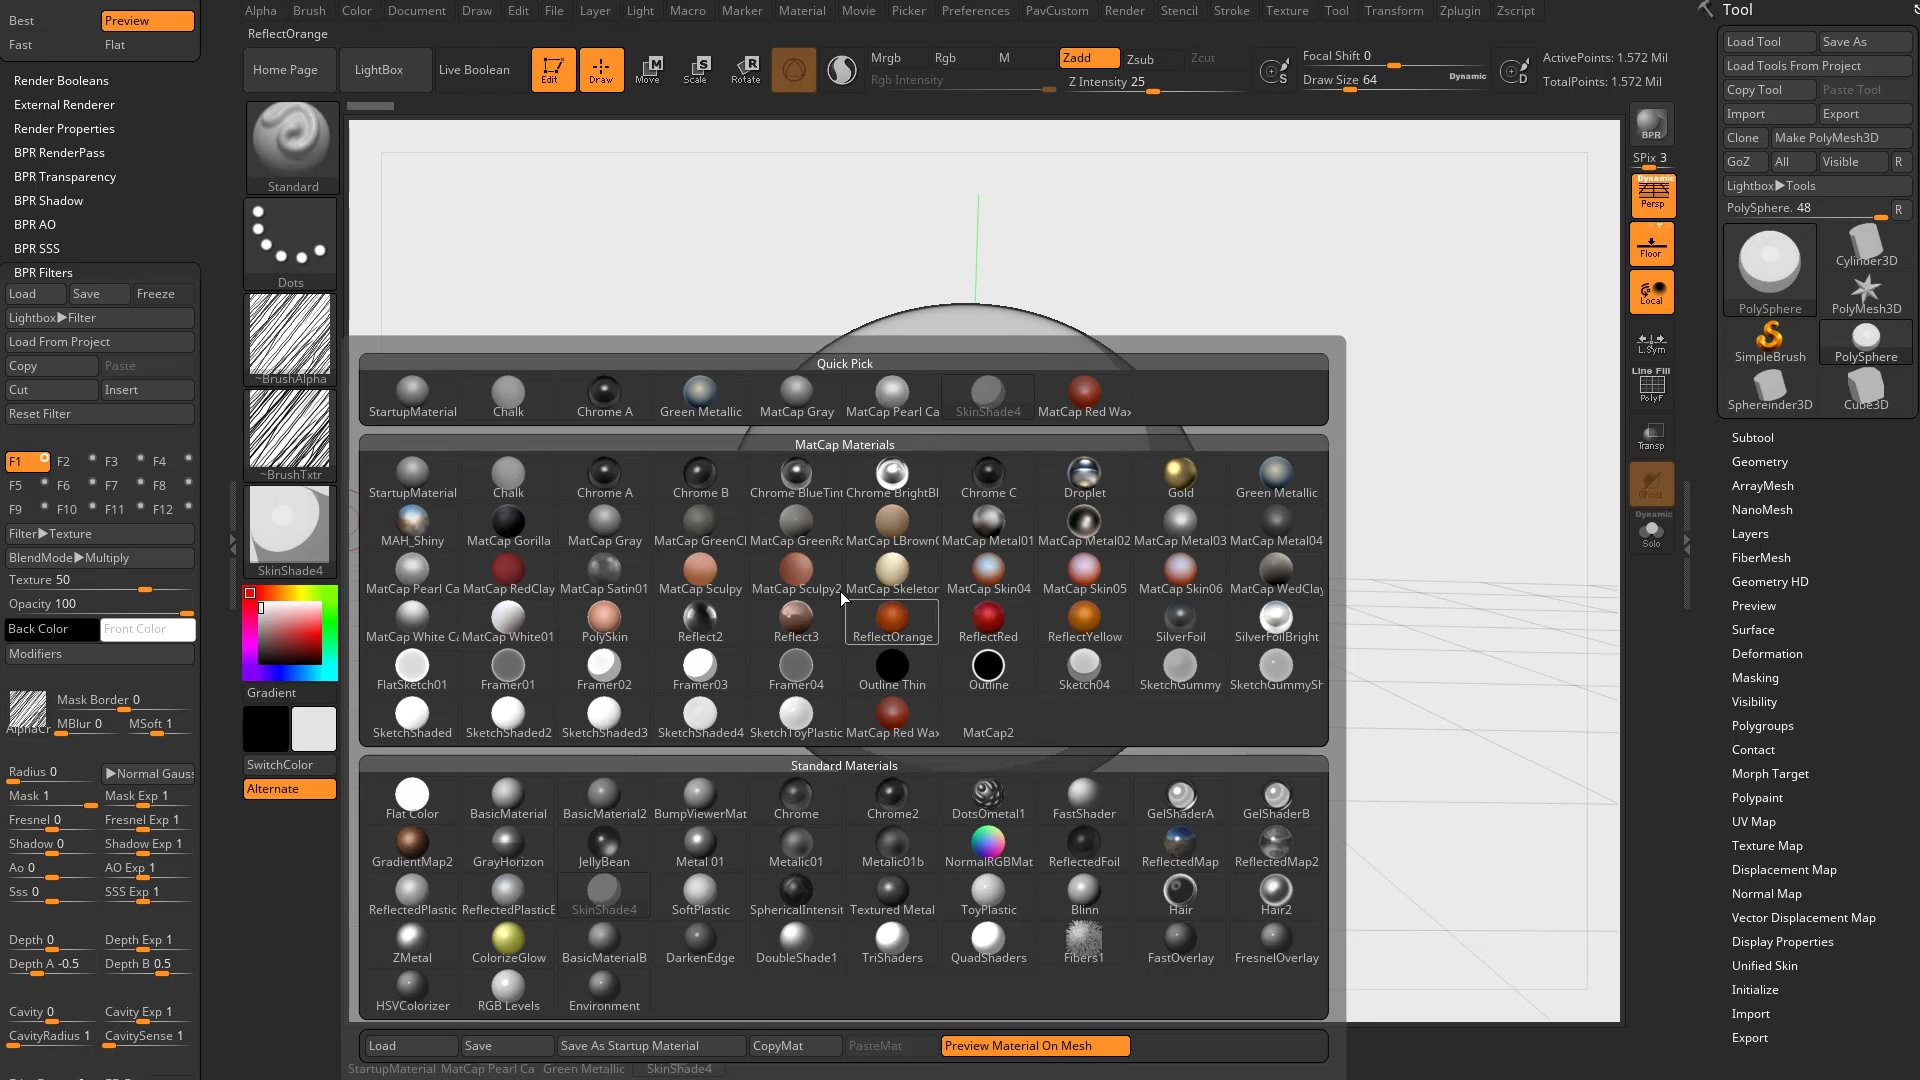 Alpha Brush Color Document Draw Edit File Layer Light Macro Marker Material Movie Picker Preferences PavCustom Render Stencil Stroke Texture Tool Transform Zplugin Zscript
ReflectOrange
Best Preview
Fast Flat
Render Booleans
External Renderer
Render Properties
BPR RenderPass
BPR Transparency
BPR Shadow
BPR AO
BPR SSS
BPR Filters
Load Save Freeze
Lightbox▶Filter
Load From Project
Copy Paste
Cut Insert
Reset Filter
F1 F2 F3 F4
F5 F6 F7 F8
F9 F10 F11 F12
Filter▶Texture
BlendMode▶Multiply
Texture 50
Opacity 100
Back Color Front Color
Modifiers
Mask Border 0
AlphaCr MBlur 0 MSoft 1
Radius 0 ▶Normal Gauss
Mask 1 Mask Exp 1
Fresnel 0 Fresnel Exp 1
Shadow 0 Shadow Exp 1
Ao 0 AO Exp 1
Sss 0 SSS Exp 1
Depth 0 Depth Exp 1
Depth A -0.5 Depth B 0.5
Cavity 0 Cavity Exp 1
CavityRadius 1 CavitySense 1
Home Page LightBox Live Boolean Edit Draw Move Scale Rotate
Mrgb Rgb M
Rgb Intensity
Zadd Zsub Zcut
Z Intensity 25
Focal Shift 0
Draw Size 64 Dynamic
ActivePoints: 1.572 Mil
TotalPoints: 1.572 Mil
Standard
Dots
~BrushAlpha
~BrushTxtr
SkinShade4
Gradient
SwitchColor
Alternate
Quick Pick
StartupMaterial Chalk Chrome A Green Metallic MatCap Gray MatCap Pearl Ca SkinShade4 MatCap Red Wax
MatCap Materials
StartupMaterial Chalk Chrome A Chrome B Chrome BlueTint Chrome BrightBl Chrome C Droplet Gold Green Metallic
MAH_Shiny MatCap Gorilla MatCap Gray MatCap GreenCl MatCap GreenRo MatCap LBrown MatCap Metal01 MatCap Metal02 MatCap Metal03 MatCap Metal04
MatCap Pearl Ca MatCap RedClay MatCap Satin01 MatCap Sculpy MatCap Sculpy2 MatCap Skeletor MatCap Skin04 MatCap Skin05 MatCap Skin06 MatCap WedClay
MatCap White Ca MatCap White01 PolySkin Reflect2 Reflect3 ReflectOrange ReflectRed ReflectYellow SilverFoil SilverFoilBright
FlatSketch01 Framer01 Framer02 Framer03 Framer04 Outline Thin Outline Sketch04 SketchGummy SketchGummySh
SketchShaded SketchShaded2 SketchShaded3 SketchShaded4 SketchToyPlastic MatCap Red Wax MatCap2
Standard Materials
Flat Color BasicMaterial BasicMaterial2 BumpViewerMat Chrome Chrome2 DotsOmetal1 FastShader GelShaderA GelShaderB
GradientMap2 GrayHorizon JellyBean Metal 01 Metalic01 Metalic01b NormalRGBMat ReflectedFoil ReflectedMap ReflectedMap2
ReflectedPlastic ReflectedPlasticE SkinShade4 SoftPlastic SphericalIntensit Textured Metal ToyPlastic Blinn Hair Hair2
ZMetal ColorizeGlow BasicMaterialB DarkenEdge DoubleShade1 TriShaders QuadShaders Fibers1 FastOverlay FresnelOverlay
HSVColorizer RGB Levels Environment
Load Save Save As Startup Material CopyMat PasteMat Preview Material On Mesh
StartupMaterial MatCap Pearl Ca Green Metallic SkinShade4
BPR
SPix 3
Dynamic
Persp
Floor
Local
L.Sym
Line Fill
PolyF
Transp
Ghost
Dynamic
Solo
Tool
Load Tool Save As
Load Tools From Project
Copy Tool Paste Tool
Import Export
Clone Make PolyMesh3D
GoZ All Visible R
Lightbox▶Tools
PolySphere. 48 R
PolySphere Cylinder3D
PolyMesh3D
SimpleBrush PolySphere
Sphereinder3D Cube3D
Subtool
Geometry
ArrayMesh
NanoMesh
Layers
FiberMesh
Geometry HD
Preview
Surface
Deformation
Masking
Visibility
Polygroups
Contact
Morph Target
Polypaint
UV Map
Texture Map
Displacement Map
Normal Map
Vector Displacement Map
Display Properties
Unified Skin
Initialize
Import
Export